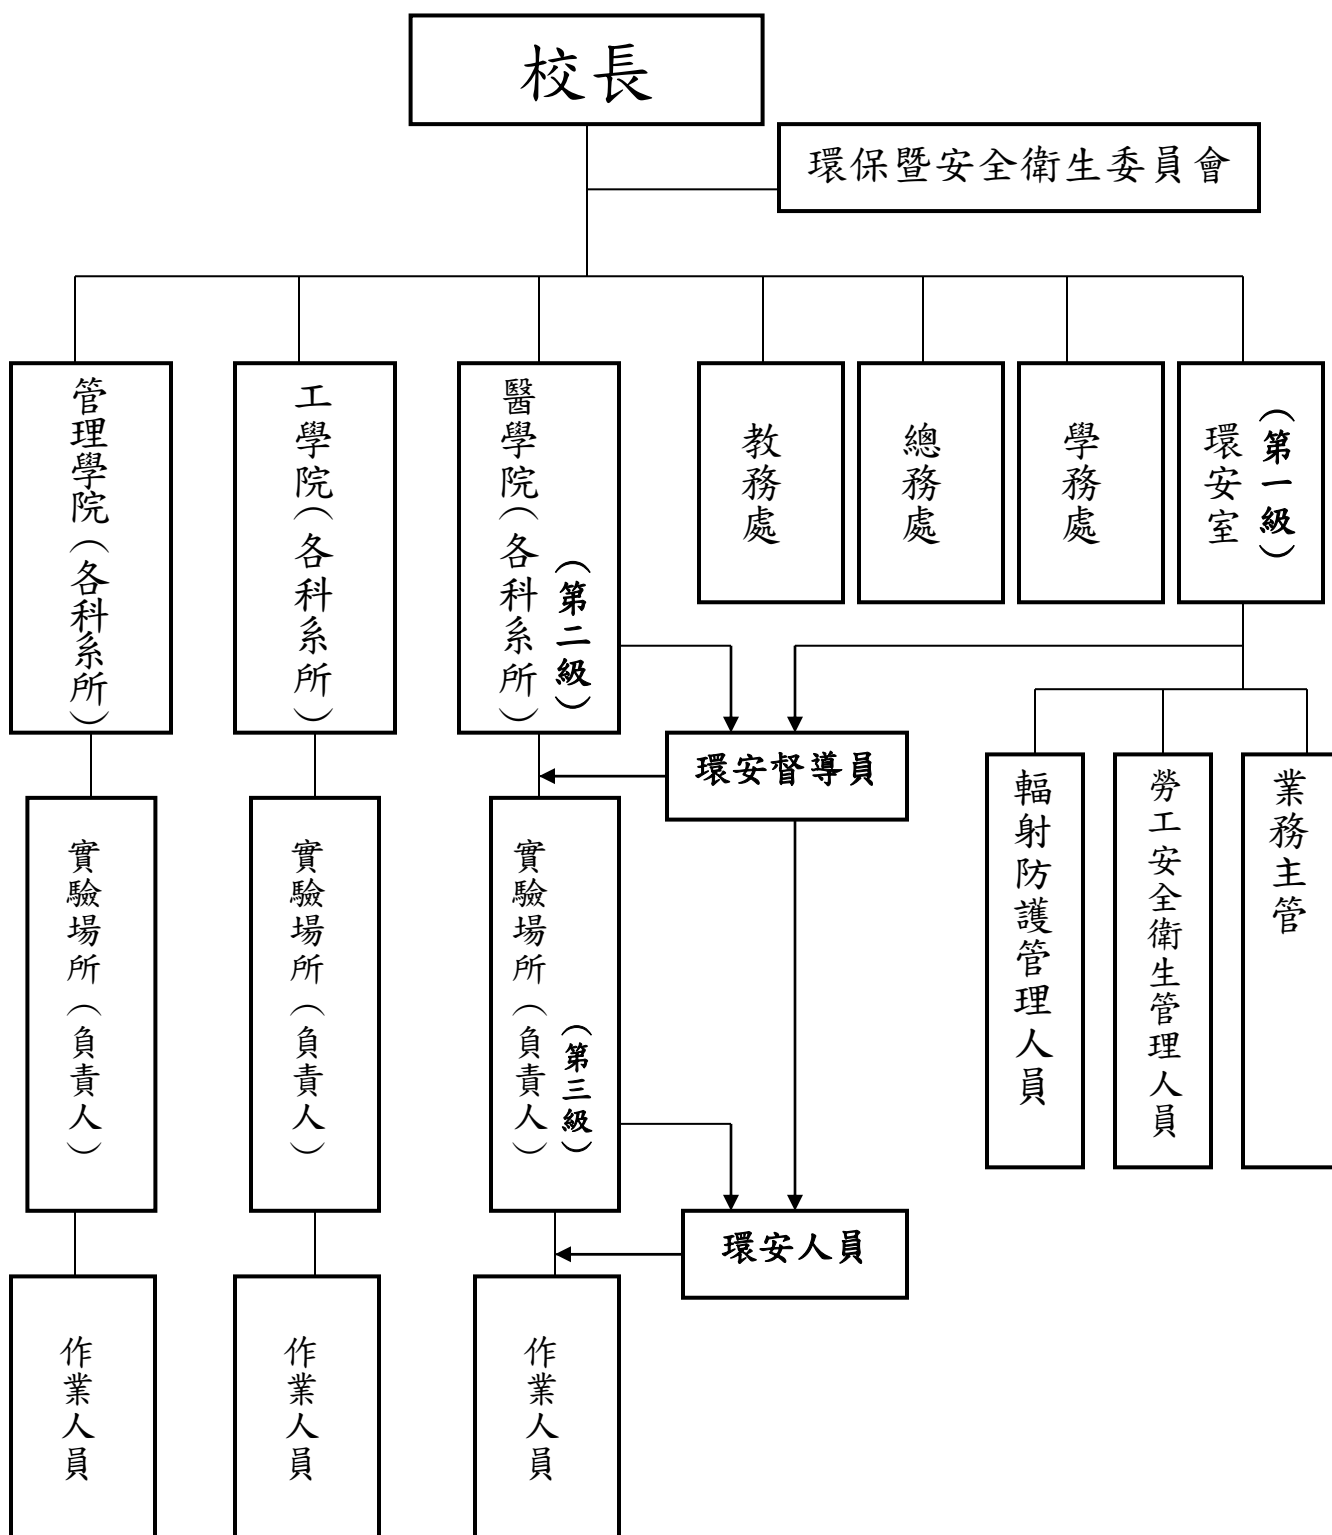 校長
環保暨安全衛生委員會
管理學院(各科系所)
工學院(各科系所)
醫學院(各科系所)
(第二級)
教務處
總務處
學務處
環安室
(第一級)
環安督導員
實驗場所(負責人)
實驗場所(負責人)
實驗場所(負責人)
(第三級)
輻射防護管理人員
勞工安全衛生管理人員
業務主管
環安人員
作業人員
作業人員
作業人員